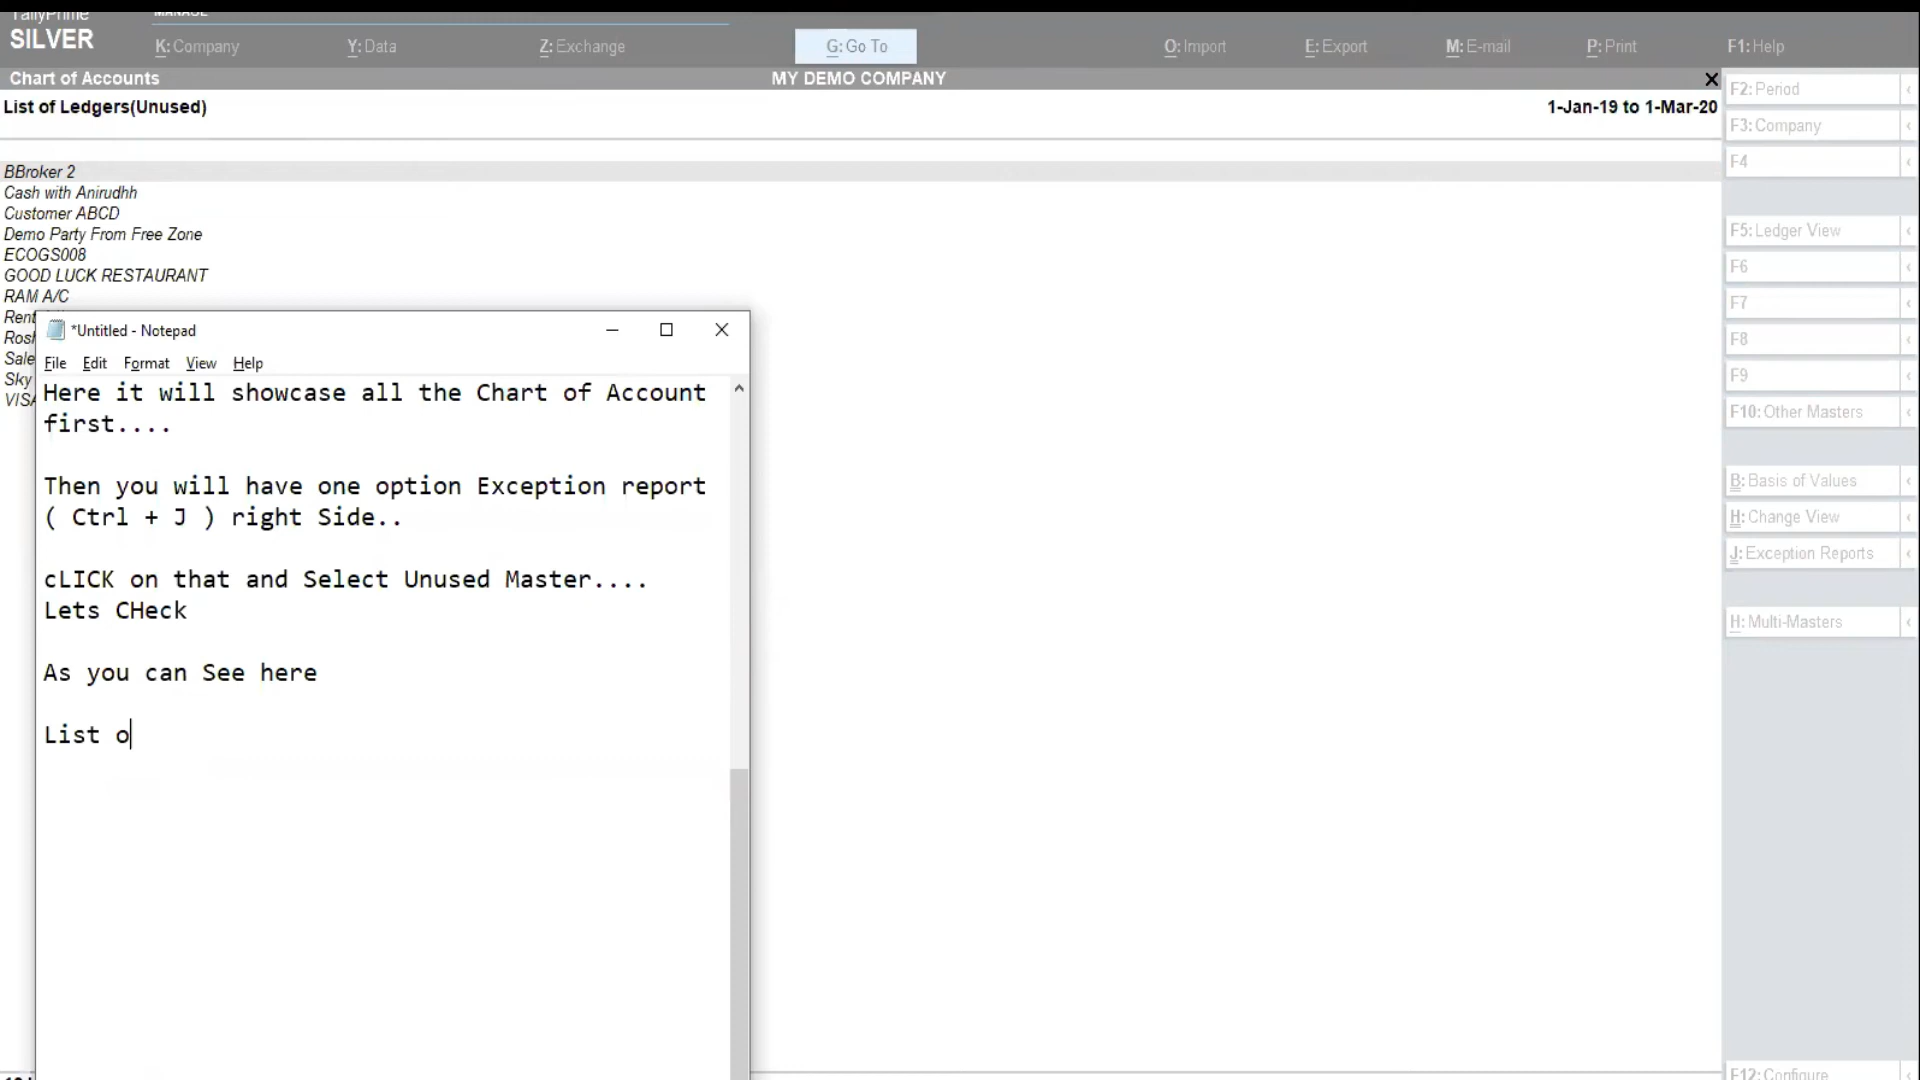 TallyPrime
MANAGE
SILVER
K: Company
Y: Data
Z: Exchange
G: Go To
O: Import
E: Export
M: E-mail
P: Print
F1: Help
Chart of Accounts
MY DEMO COMPANY
List of Ledgers(Unused)
1-Jan-19 to 1-Mar-20
BBroker 2
Cash with Anirudhh
Customer ABCD
Demo Party From Free Zone
ECOGS008
GOOD LUCK RESTAURANT
RAM A/C
Rent
Sale
Sky
*Untitled - Notepad
File Edit Format View Help
Here it will showcase all the Chart of Account
first....
Then you will have one option Exception report
( Ctrl + J ) right Side..
cLICK on that and Select Unused Master....
Lets CHeck
As you can See here
List o
F2: Period
F3: Company
F4
F5: Ledger View
F6
F7
F8
F9
F10: Other Masters
B: Basis of Values
H: Change View
J: Exception Reports
H: Multi-Masters
F12: Configure